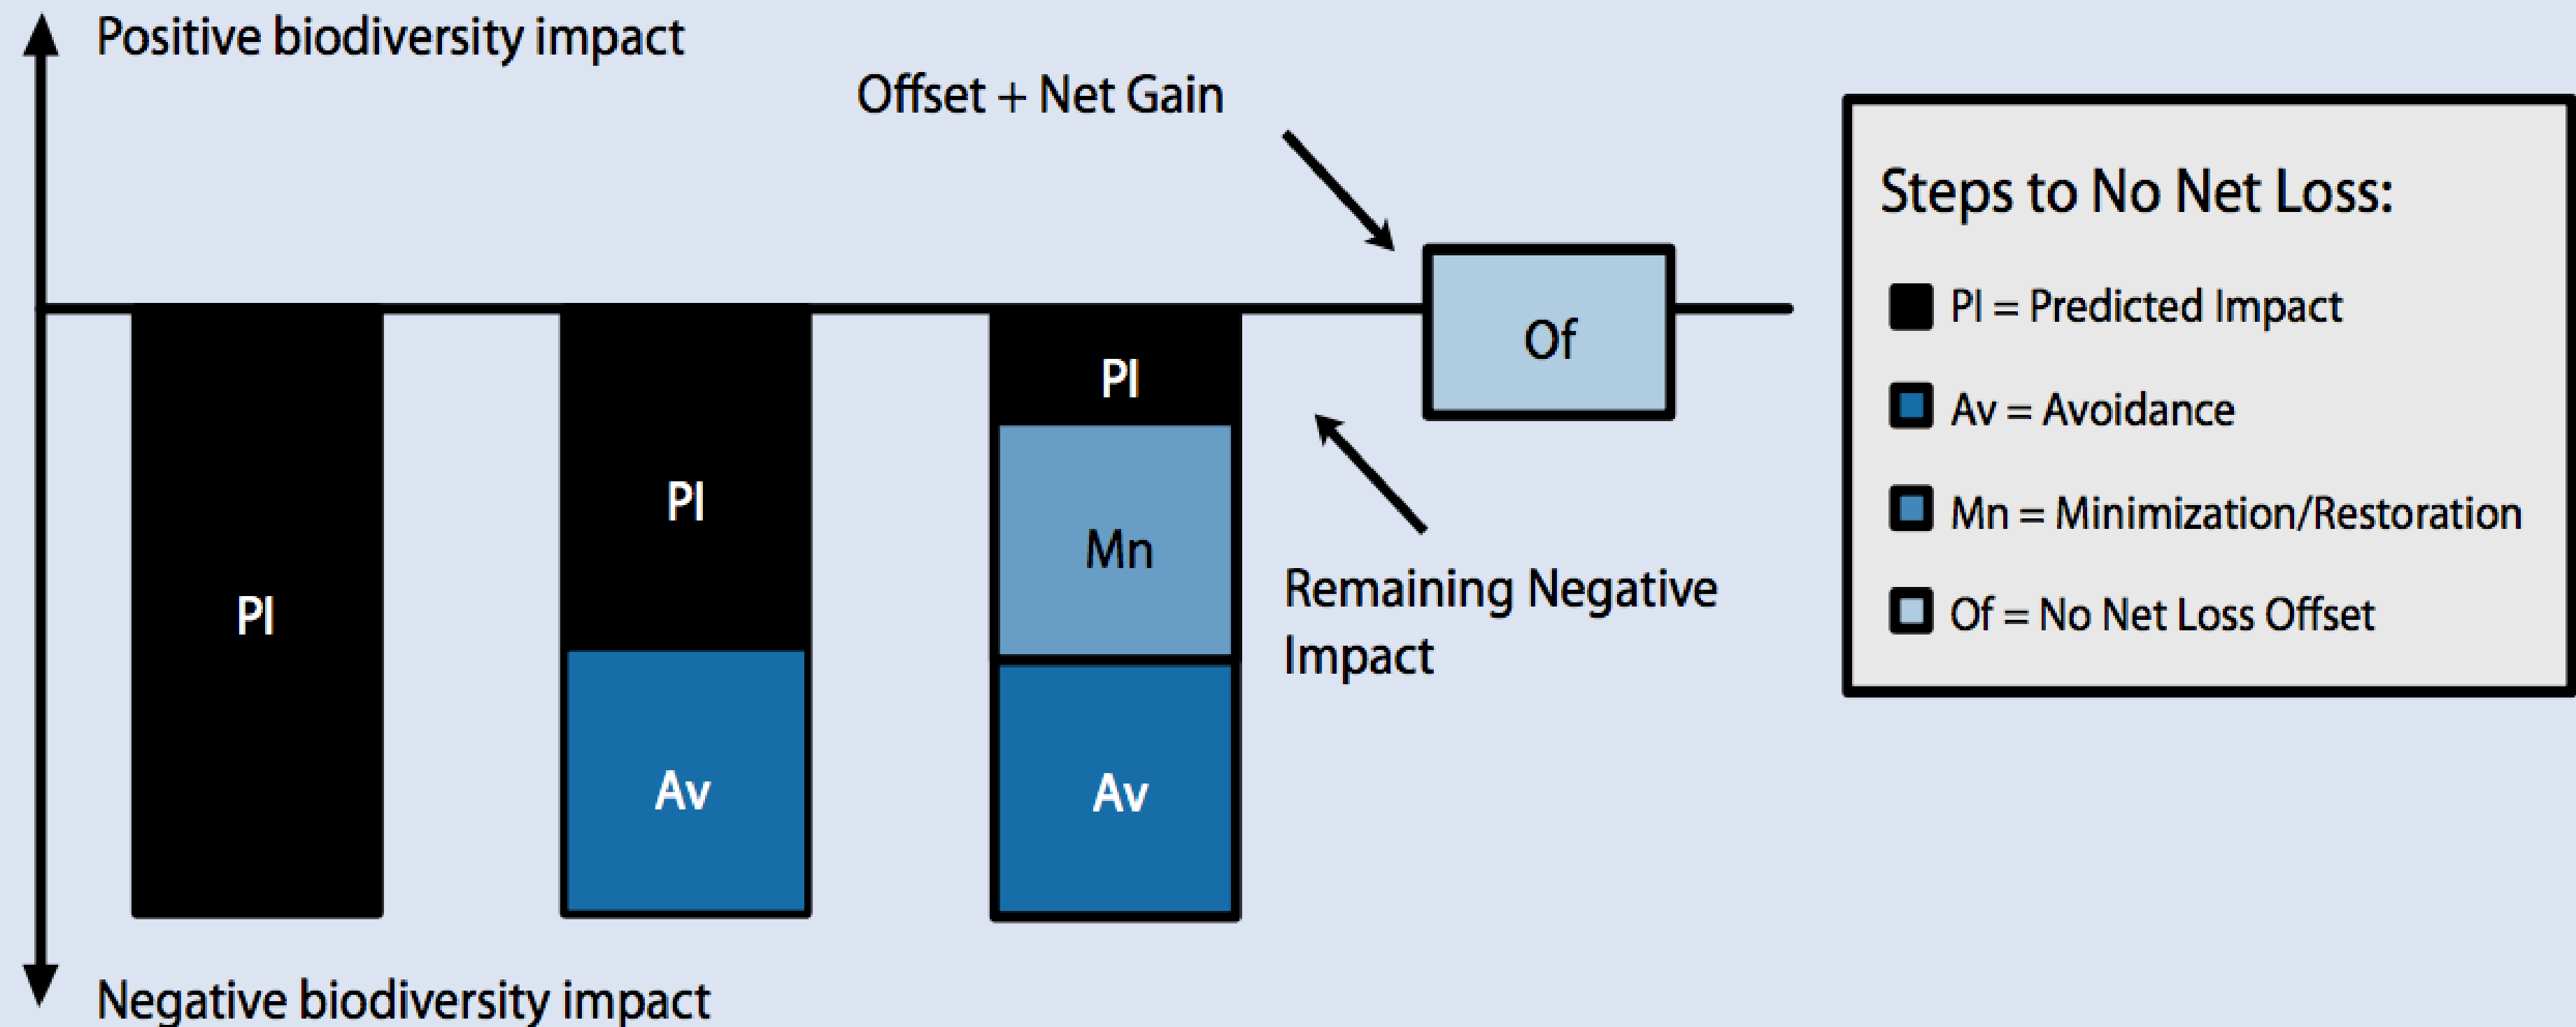 Positive biodiversity impact
Offset + Net Gain
Of
PI
PI
PI
Mn
Av
Av
Remaining Negative
Impact
Negative biodiversity impact
Steps to No Net Loss:
PI = Predicted Impact
Av = Avoidance
Mn = Minimization/Restoration
Of = No Net Loss Offset